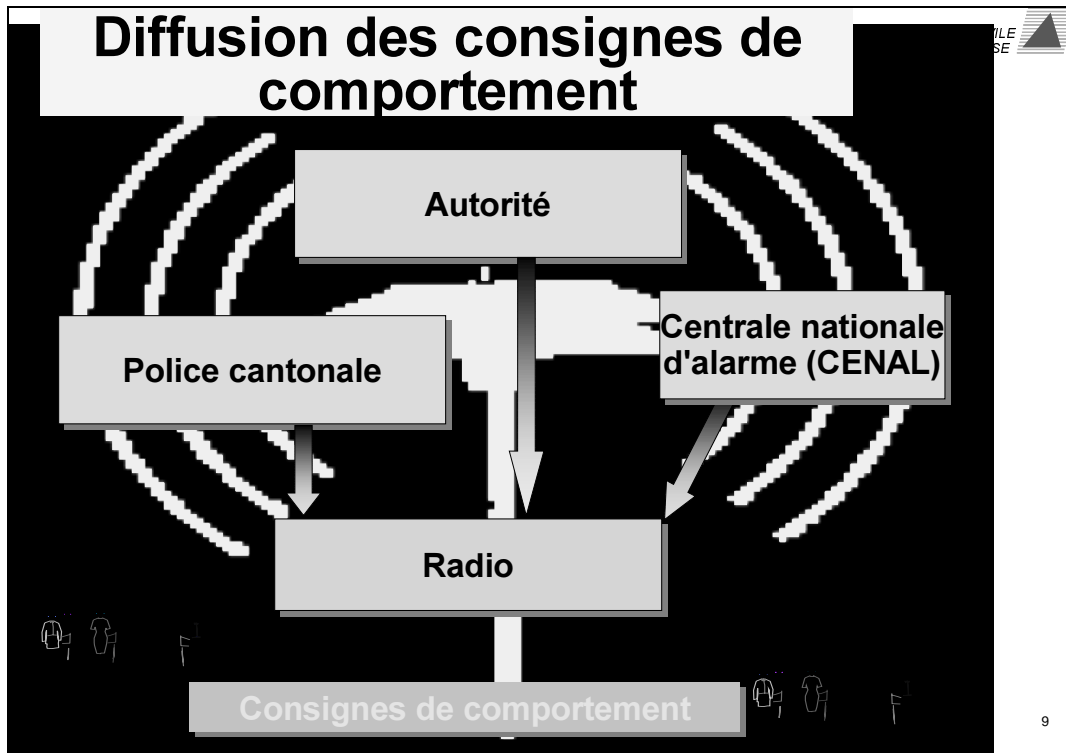 Diffusion des consignes de
comportement
Autorité
Police cantonale
Centrale nationale
d'alarme (CENAL)
Radio
Consignes de comportement
9